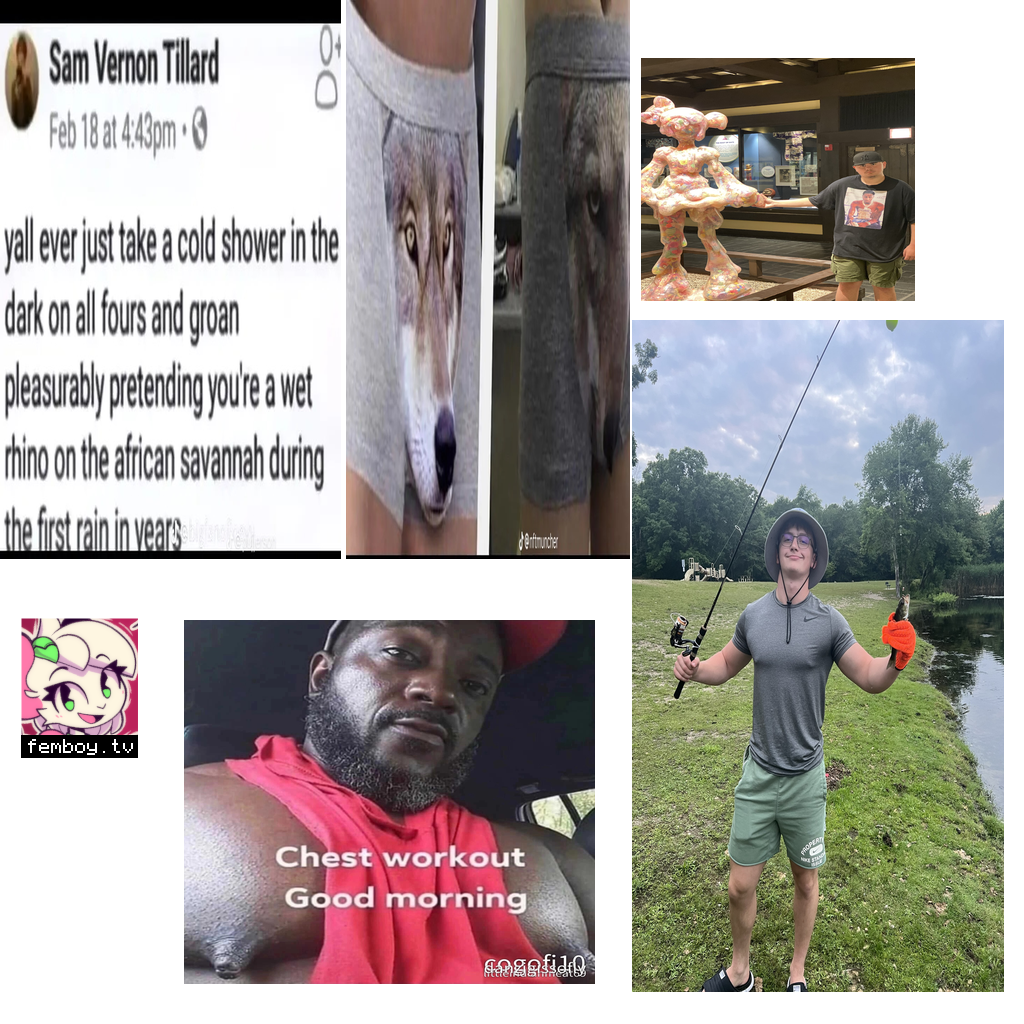 Sam Vernon Tillard
Feb 18 at 4:43pm
yall ever just take a cold shower in the
dark on all fours and groan
pleasurably pretending you're a wet
rhino on the african savannah during
the first rain in years
@nftmuncher
femboy.tv
Chest workout
Good morning
cogofi10
PROPERTY